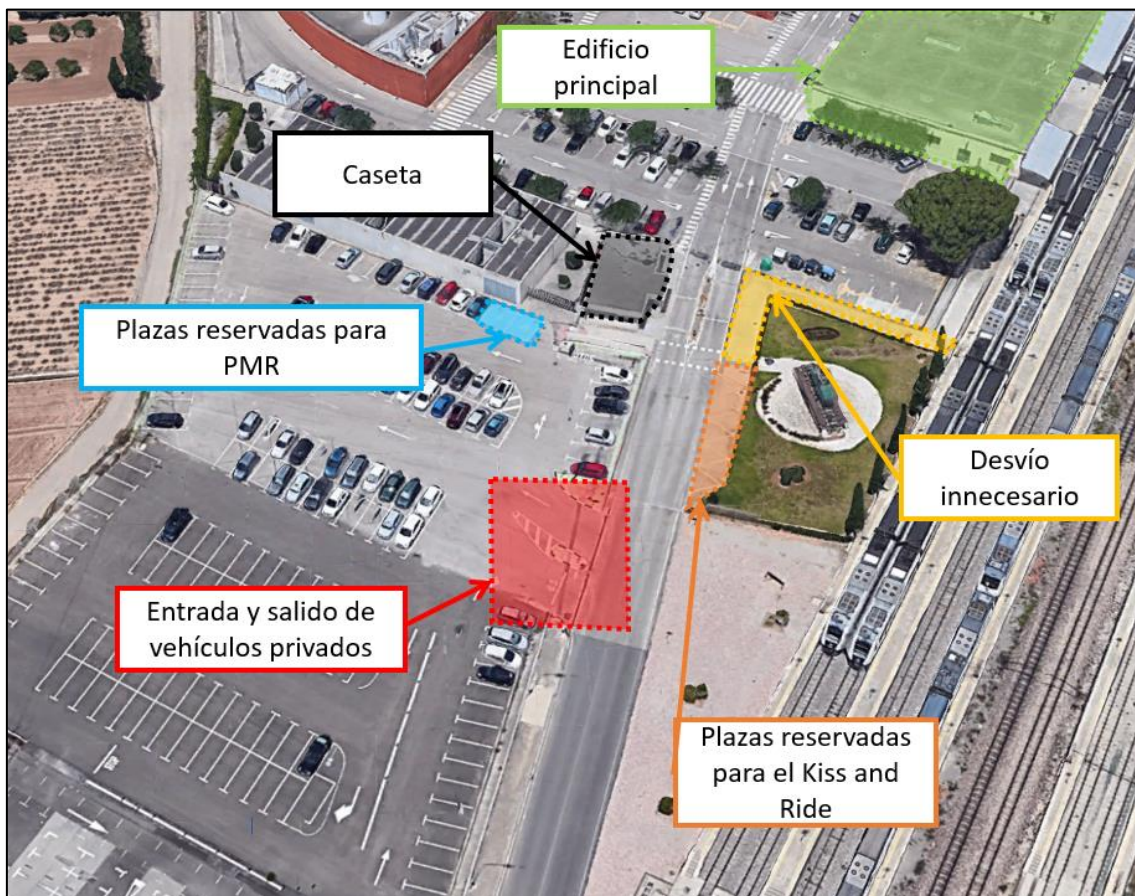 Edificio
principal
Caseta
Plazas reservadas para
PMR
Desvío
innecesario
Entrada y salido de
vehículos privados
Plazas reservadas
para el Kiss and
Ride